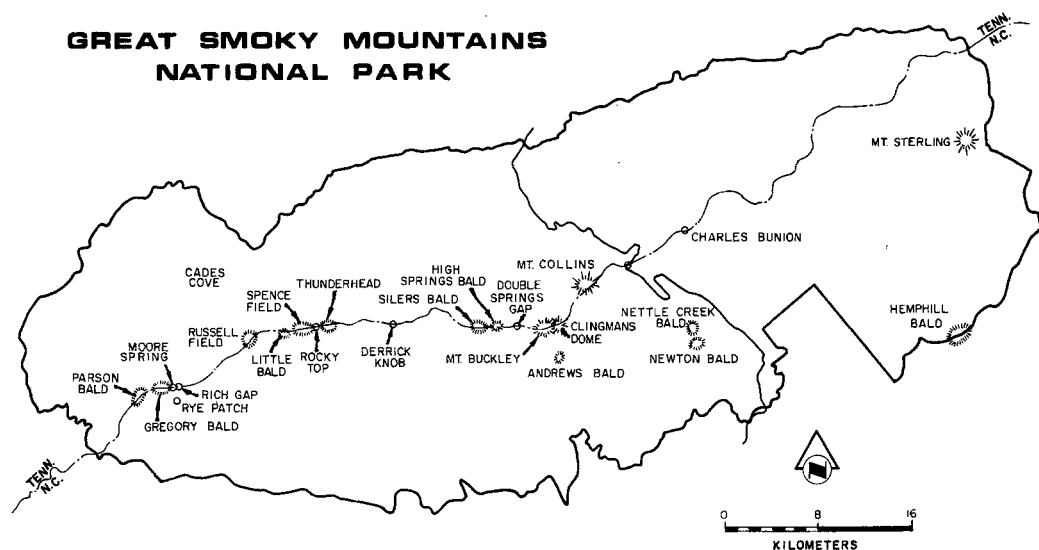 GREAT SMOKY MOUNTAINS
NATIONAL PARK
TENN.
N.C.
MT. STERLING
CHARLES BUNION
CADES
COVE
THUNDERHEAD
HIGH
SPRINGS BALD
MT. COLLINS
SPENCE
FIELD
SILERS BALD
DOUBLE
SPRINGS
GAP
NETTLE CREEK
BALD
HEMPHILL
BALD
RUSSELL
FIELD
CLINGMANS
DOME
MOORE
SPRING
LITTLE
BALD
ROCKY
TOP
DERRICK
KNOB
MT. BUCKLEY
NEWTON BALD
ANDREWS BALD
PARSON
BALD
RICH GAP
RYE PATCH
GREGORY BALD
TENN.
N.C.
0 8 16
KILOMETERS